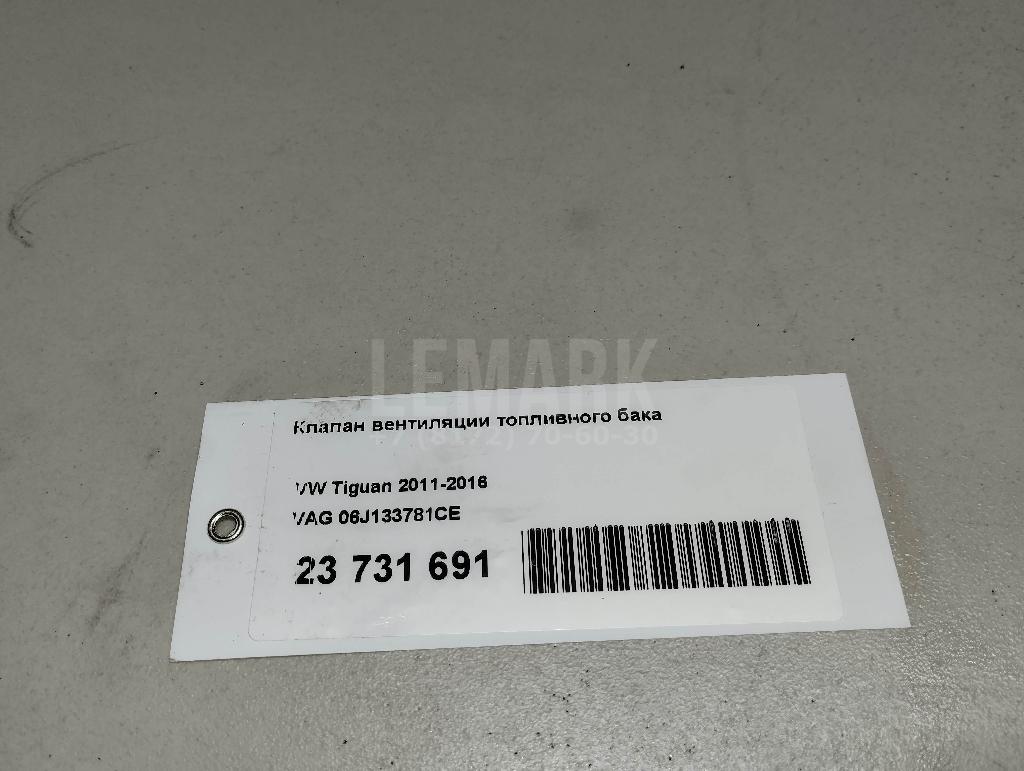 LEMARK
+7 (8172) 70-60-30
Клапан вентиляции топливного бака
VW Tiguan 2011-2016
VAG 06J133781CE
23 731 691